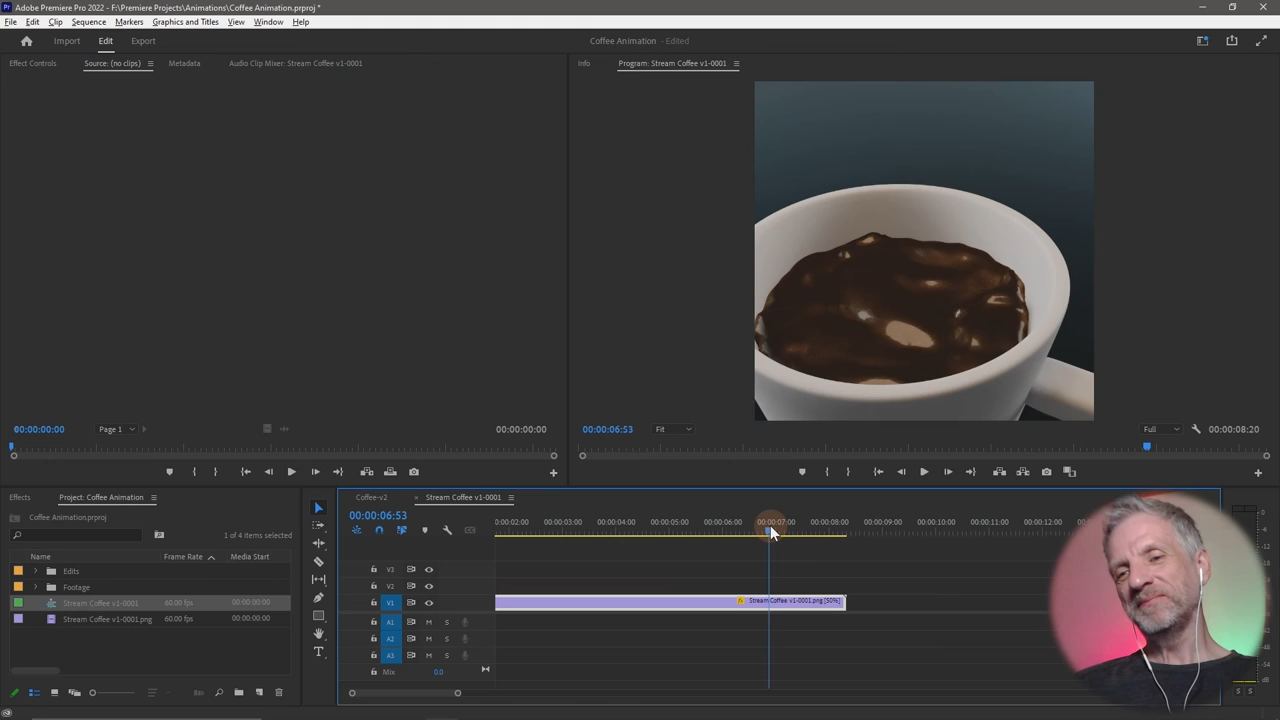 Pr Adobe Premiere Pro 2022 - F:\Premiere Projects\Animations\Coffee Animation.prproj *
File Edit Clip Sequence Markers Graphics and Titles View Window Help
Import Edit Export
Coffee Animation - Edited
Effect Controls Source: (no clips) Metadata Audio Clip Mixer: Stream Coffee v1-0001
Info Program: Stream Coffee v1-0001
00:00:00:00 Page 1 00:00:00:00
00:00:06:53 Fit Full 00:00:08:20
Effects Project: Coffee Animation
Coffee Animation.prproj
1 of 4 items selected
Name Frame Rate Media Start
Edits
Footage
Stream Coffee v1-0001 60.00 fps 00:00:00:00
Stream Coffee v1-0001.png 60.00 fps 00:00:00:00
Coffee-v2 × Stream Coffee v1-0001
00:00:06:53
0:00:02:00 00:00:03:00 00:00:04:00 00:00:05:00 00:00:06:00 00:00:07:00 00:00:08:00 00:00:09:00 00:00:10:00 00:00:11:00 00:00:12:00
V3
V2
V1 fx Stream Coffee v1-0001.png [50%]
A1 M S
A2 M S
A3 M S
Mix 0.0
0
-6
-12
dB
S S